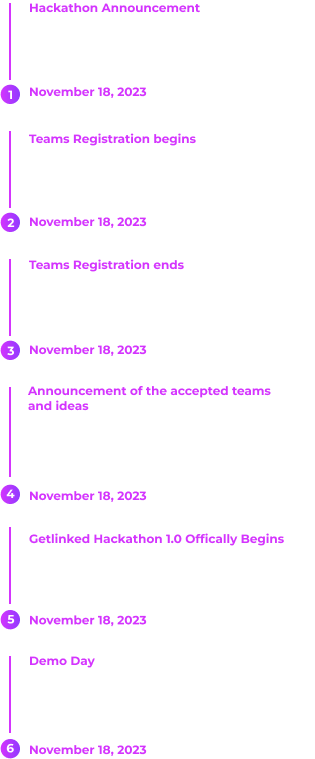 Hackathon Announcement
1
November 18, 2023
Teams Registration begins
2
November 18, 2023
Teams Registration ends
3
November 18, 2023
Announcement of the accepted teams
and ideas
4
November 18, 2023
Getlinked Hackathon 1.0 Offically Begins
5
November 18, 2023
Demo Day
6
November 18, 2023